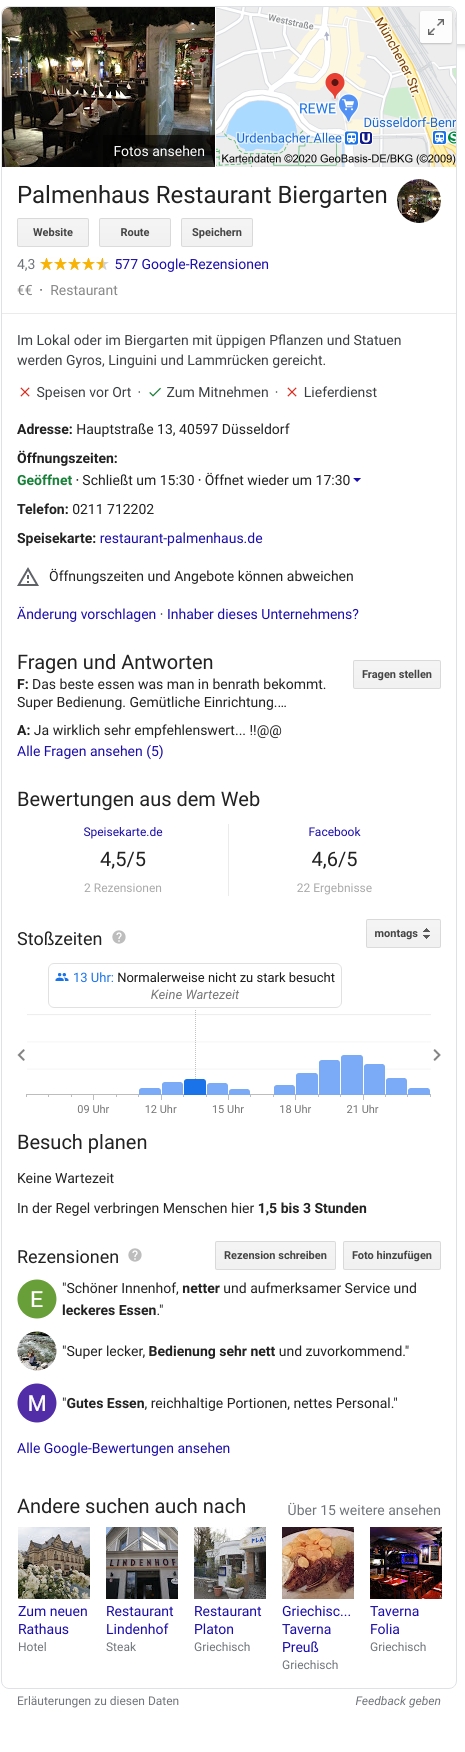 Weststraße
Münchener Str.
REWE
Düsseldorf-Benr
Urdenbacher Allee
U
S
Fotos ansehen
Kartendaten ©2020 GeoBasis-DE/BKG (©2009)
Palmenhaus Restaurant Biergarten
Website Route Speichern
4,3 577 Google-Rezensionen
€€ · Restaurant
Im Lokal oder im Biergarten mit üppigen Pflanzen und Statuen
werden Gyros, Linguini und Lammrücken gereicht.
Speisen vor Ort · Zum Mitnehmen · Lieferdienst
Adresse: Hauptstraße 13, 40597 Düsseldorf
Öffnungszeiten:
Geöffnet · Schließt um 15:30 · Öffnet wieder um 17:30
Telefon: 0211 712202
Speisekarte: restaurant-palmenhaus.de
Öffnungszeiten und Angebote können abweichen
Änderung vorschlagen · Inhaber dieses Unternehmens?
Fragen und Antworten
Fragen stellen
F: Das beste essen was man in benrath bekommt.
Super Bedienung. Gemütliche Einrichtung....
A: Ja wirklich sehr empfehlenswert... !!@@
Alle Fragen ansehen (5)
Bewertungen aus dem Web
Speisekarte.de Facebook
4,5/5 4,6/5
2 Rezensionen 22 Ergebnisse
Stoßzeiten ? montags
13 Uhr: Normalerweise nicht zu stark besucht
Keine Wartezeit
09 Uhr 12 Uhr 15 Uhr 18 Uhr 21 Uhr
Besuch planen
Keine Wartezeit
In der Regel verbringen Menschen hier 1,5 bis 3 Stunden
Rezensionen ? Rezension schreiben Foto hinzufügen
E
"Schöner Innenhof, netter und aufmerksamer Service und
leckeres Essen."
"Super lecker, Bedienung sehr nett und zuvorkommend."
M "Gutes Essen, reichhaltige Portionen, nettes Personal."
Alle Google-Bewertungen ansehen
Andere suchen auch nach Über 15 weitere ansehen
LINDENHOF
PLA
Zum neuen Restaurant Restaurant Griechisc... Taverna
Rathaus Lindenhof Platon Taverna Folia
Hotel Steak Griechisch Preuß Griechisch
Griechisch
Erläuterungen zu diesen Daten Feedback geben